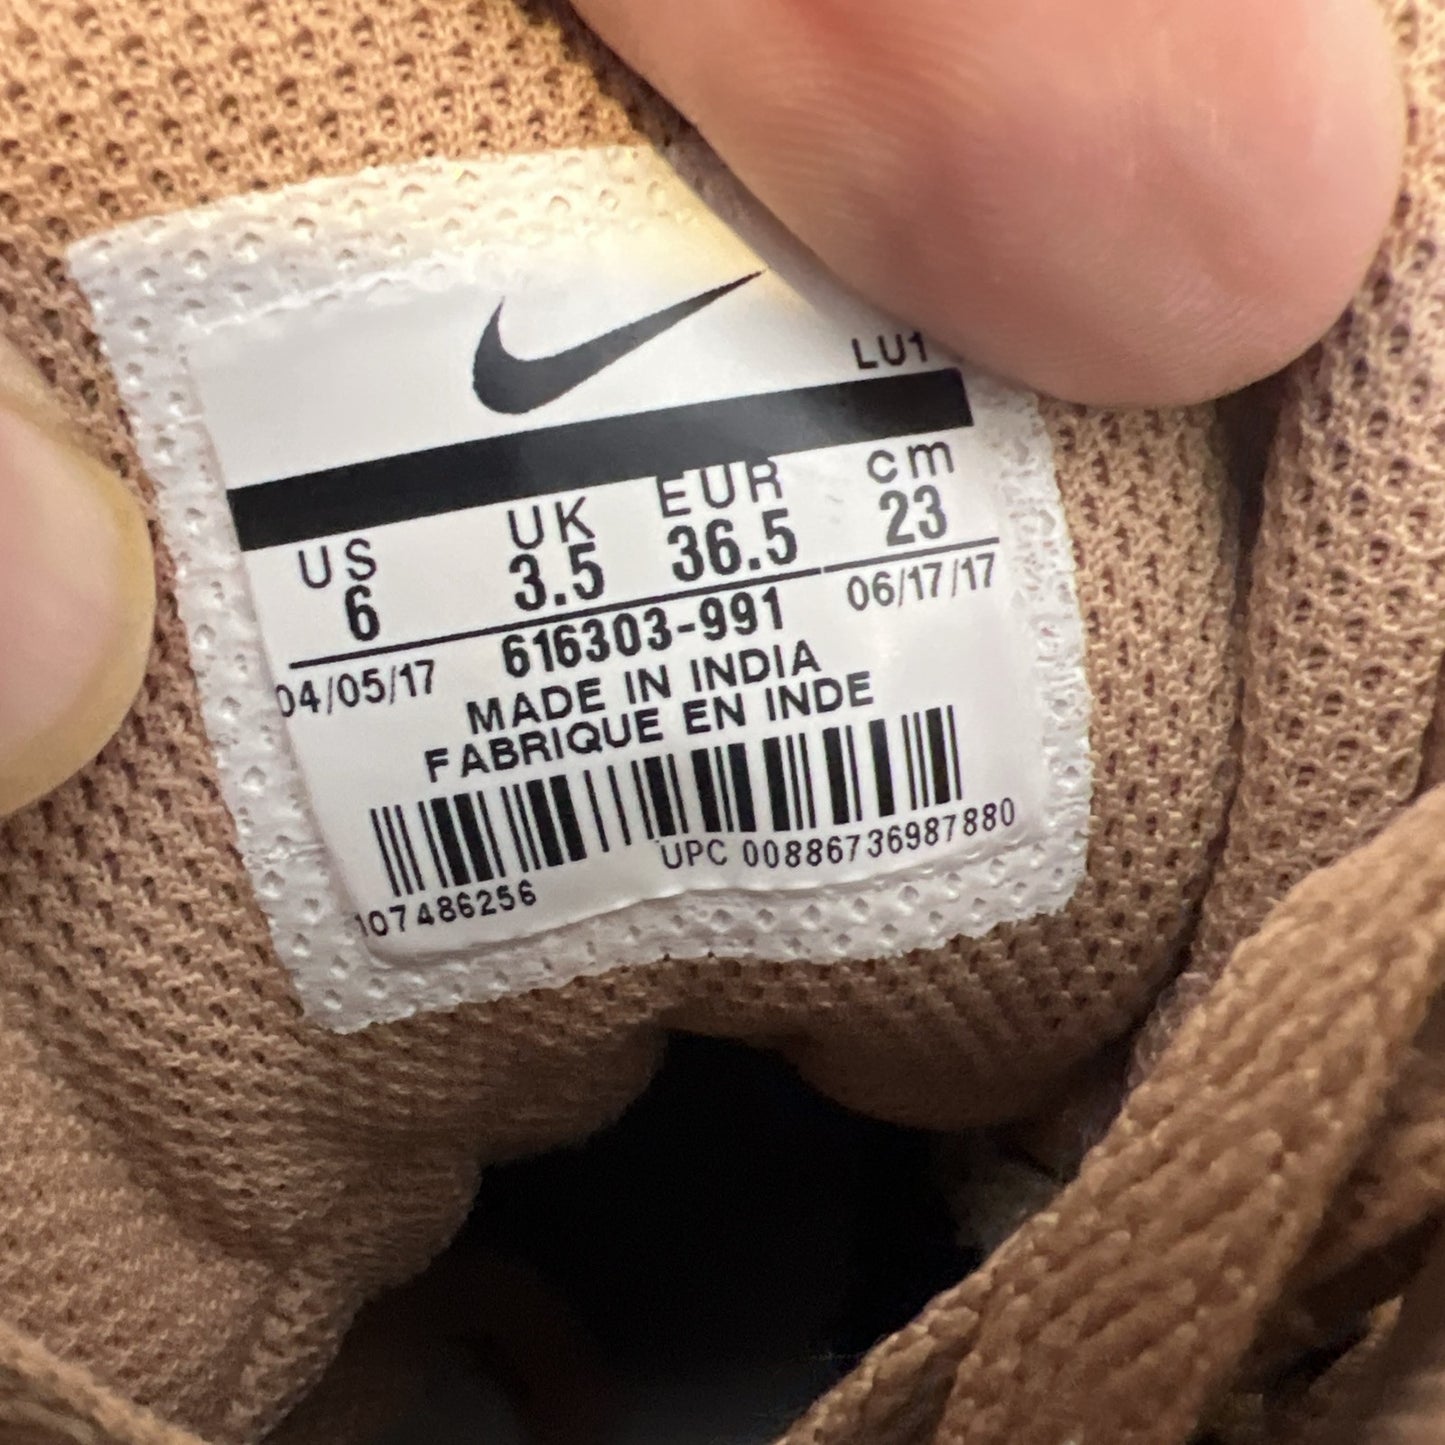 LU1
US UK EUR cm
6 3.5 36.5 23
04/05/17 616303-991 06/17/17
MADE IN INDIA
FABRIQUE EN INDE
UPC 00886736987880
107486256